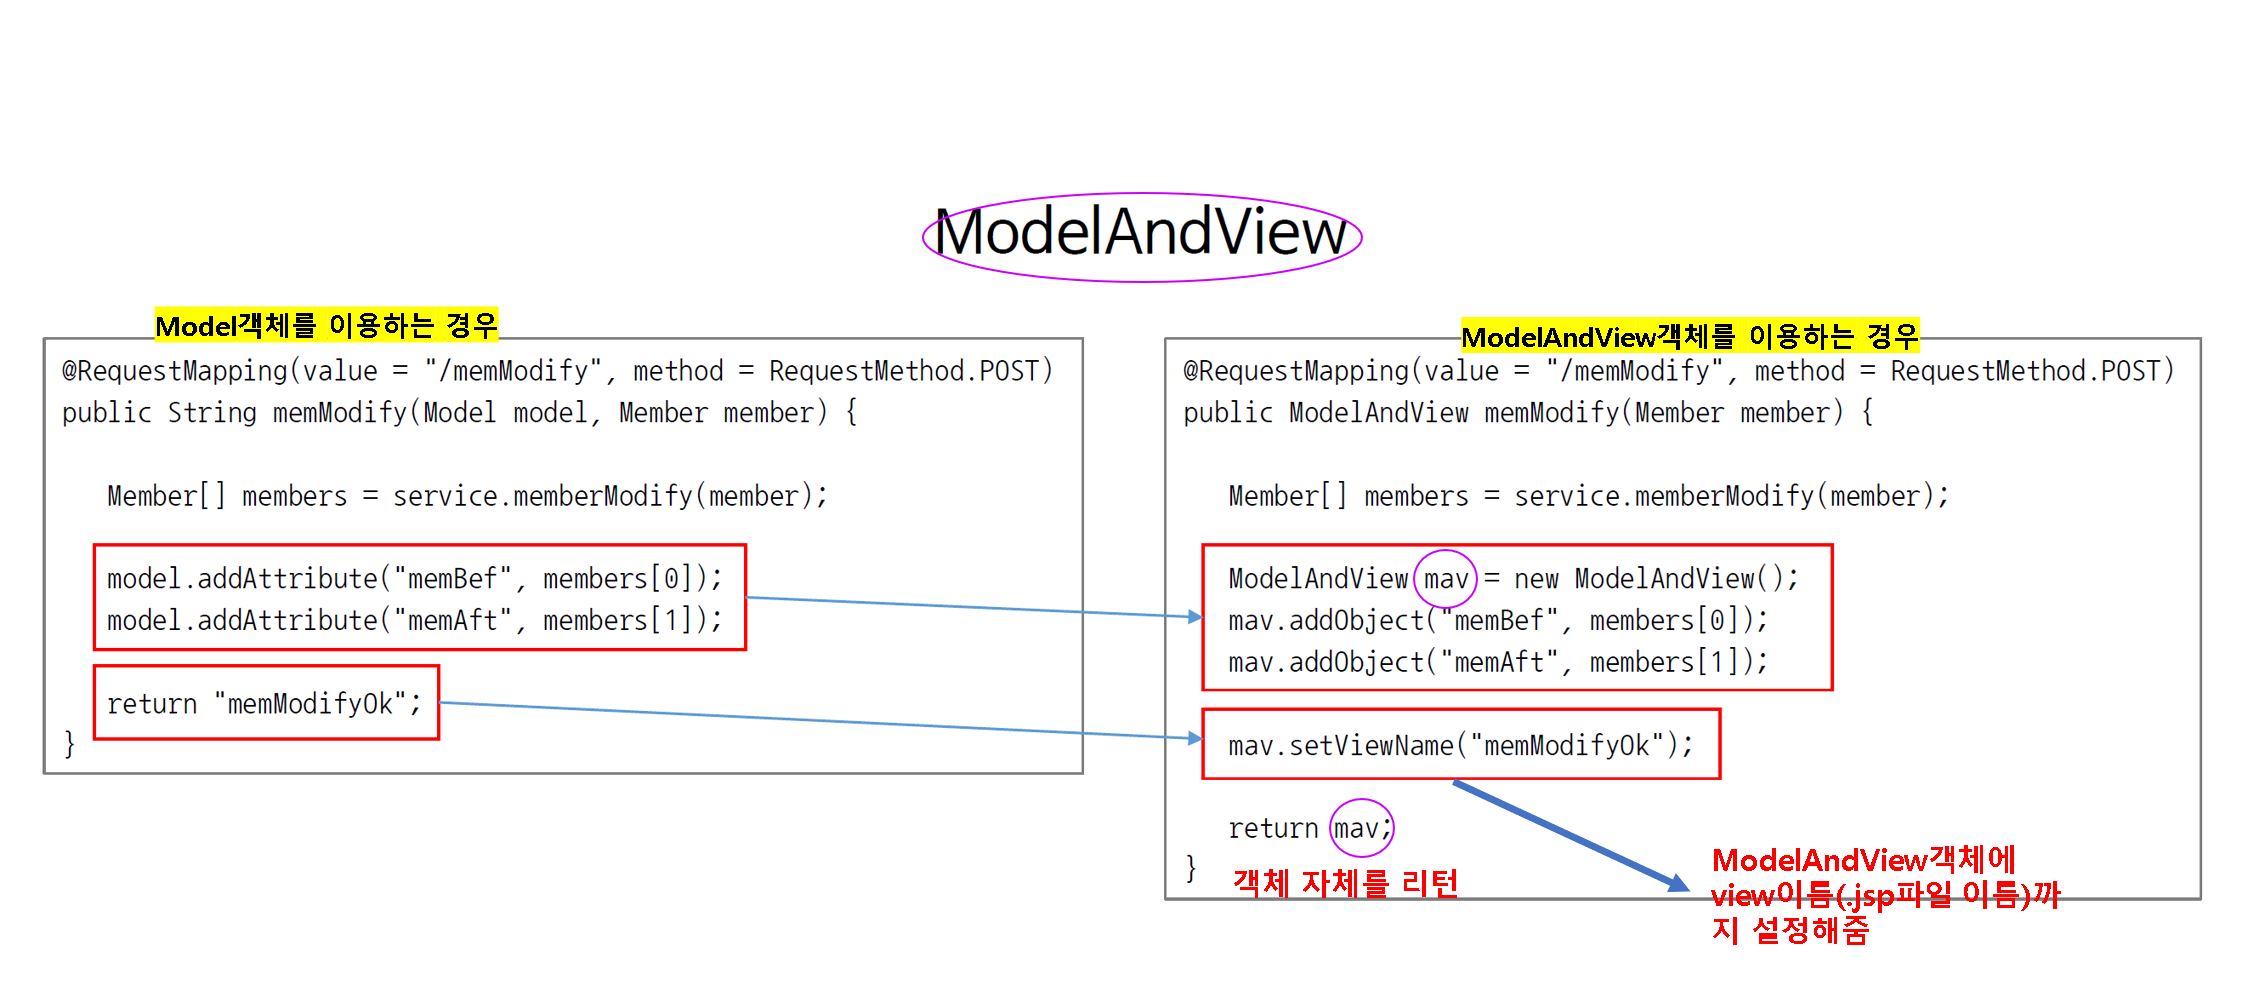 ModelAndView
Model객체를 이용하는 경우
@RequestMapping(value = "/memModify", method = RequestMethod.POST)
public String memModify(Model model, Member member) {
Member[] members = service.memberModify(member);
model.addAttribute("memBef", members[0]);
model.addAttribute("memAft", members[1]);
return "memModifyOk";
}
ModelAndView객체를 이용하는 경우
@RequestMapping(value = "/memModify", method = RequestMethod.POST)
public ModelAndView memModify(Member member) {
Member[] members = service.memberModify(member);
ModelAndView mav = new ModelAndView();
mav.addObject("memBef", members[0]);
mav.addObject("memAft", members[1]);
mav.setViewName("memModifyOk");
return mav;
}
객체 자체를 리턴
ModelAndView객체에
view이름(.jsp파일 이름)까
지 설정해줌